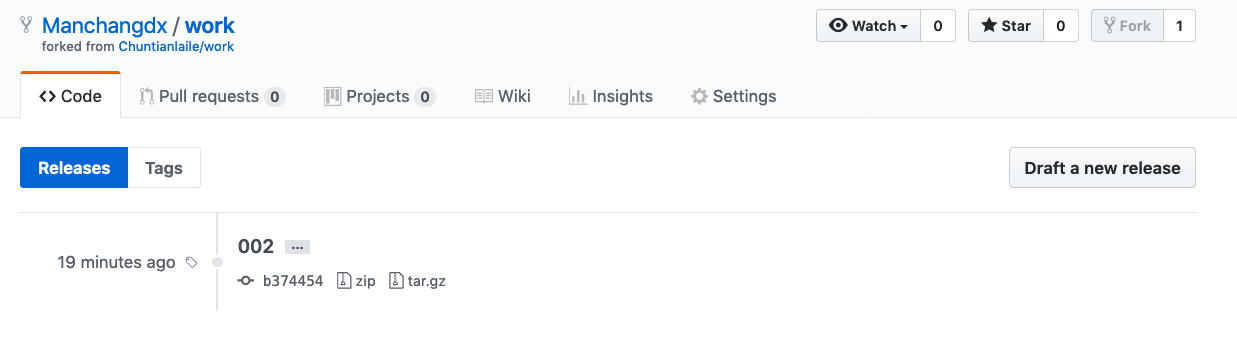 Manchangdx / work
forked from Chuntianlaile/work
Watch 0 Star 0 Fork 1
Code Pull requests 0 Projects 0 Wiki Insights Settings
Releases Tags Draft a new release
002 ...
19 minutes ago
b374454 zip tar.gz